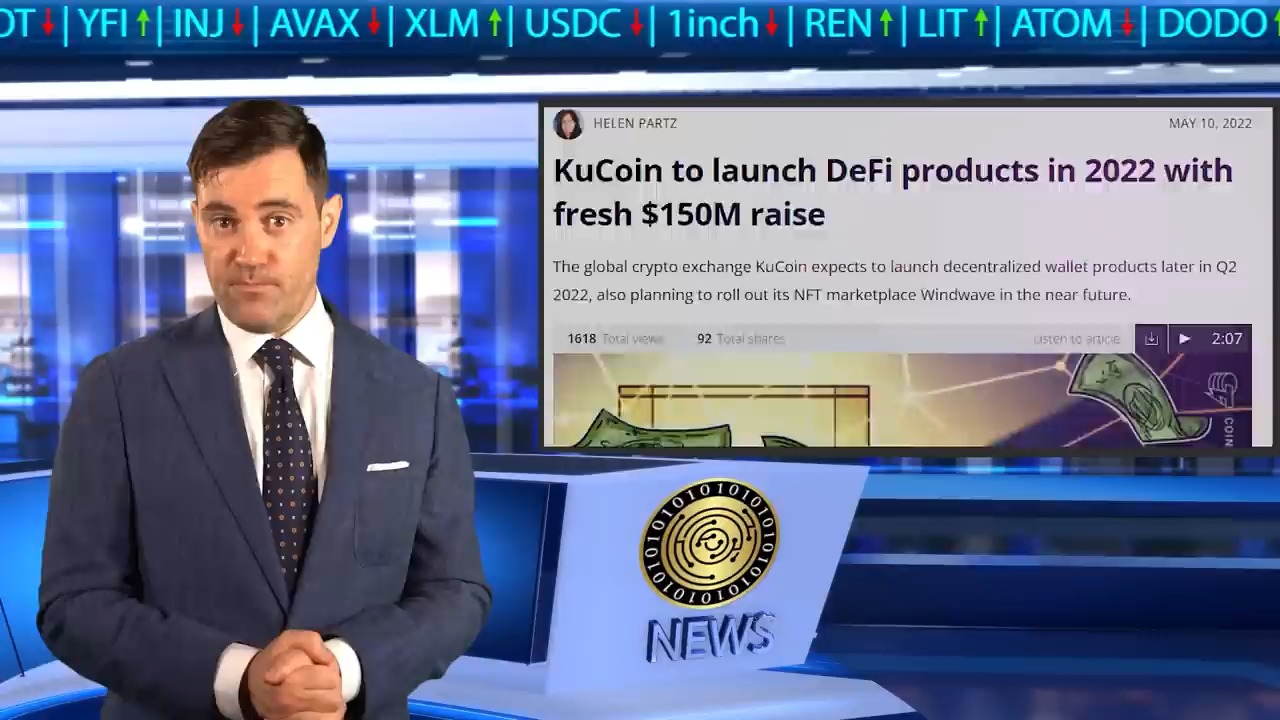 OT ↓ | YFI ↑ | INJ ↓ | AVAX ↓ | XLM ↑ | USDC ↓ | 1inch ↓ | REN ↑ | LIT ↑ | ATOM ↓ | DODO
HELEN PARTZ MAY 10, 2022
KuCoin to launch DeFi products in 2022 with
fresh $150M raise
The global crypto exchange KuCoin expects to launch decentralized wallet products later in Q2
2022, also planning to roll out its NFT marketplace Windwave in the near future.
1618 Total views 92 Total shares Listen to article 2:07
COIN
NEWS